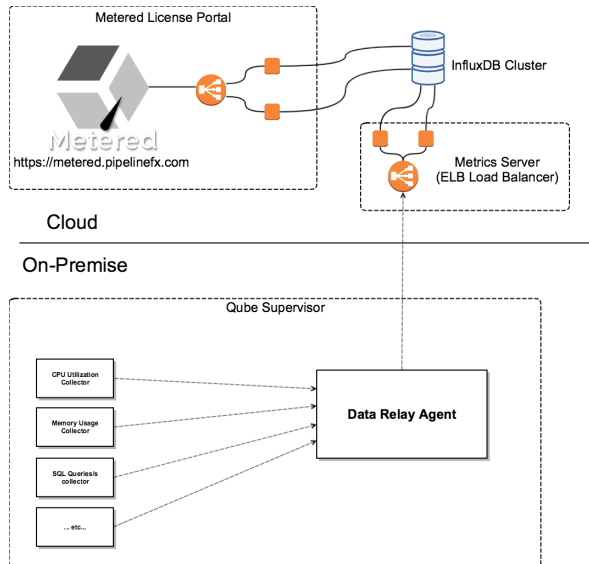 Metered License Portal
InfluxDB Cluster
Metered
https://metered.pipelinefx.com
Metrics Server
(ELB Load Balancer)
Cloud
On-Premise
Qube Supervisor
CPU Utilization
Collector
Memory Usage
Collector
SQL Queries/s
collector
... etc...
Data Relay Agent